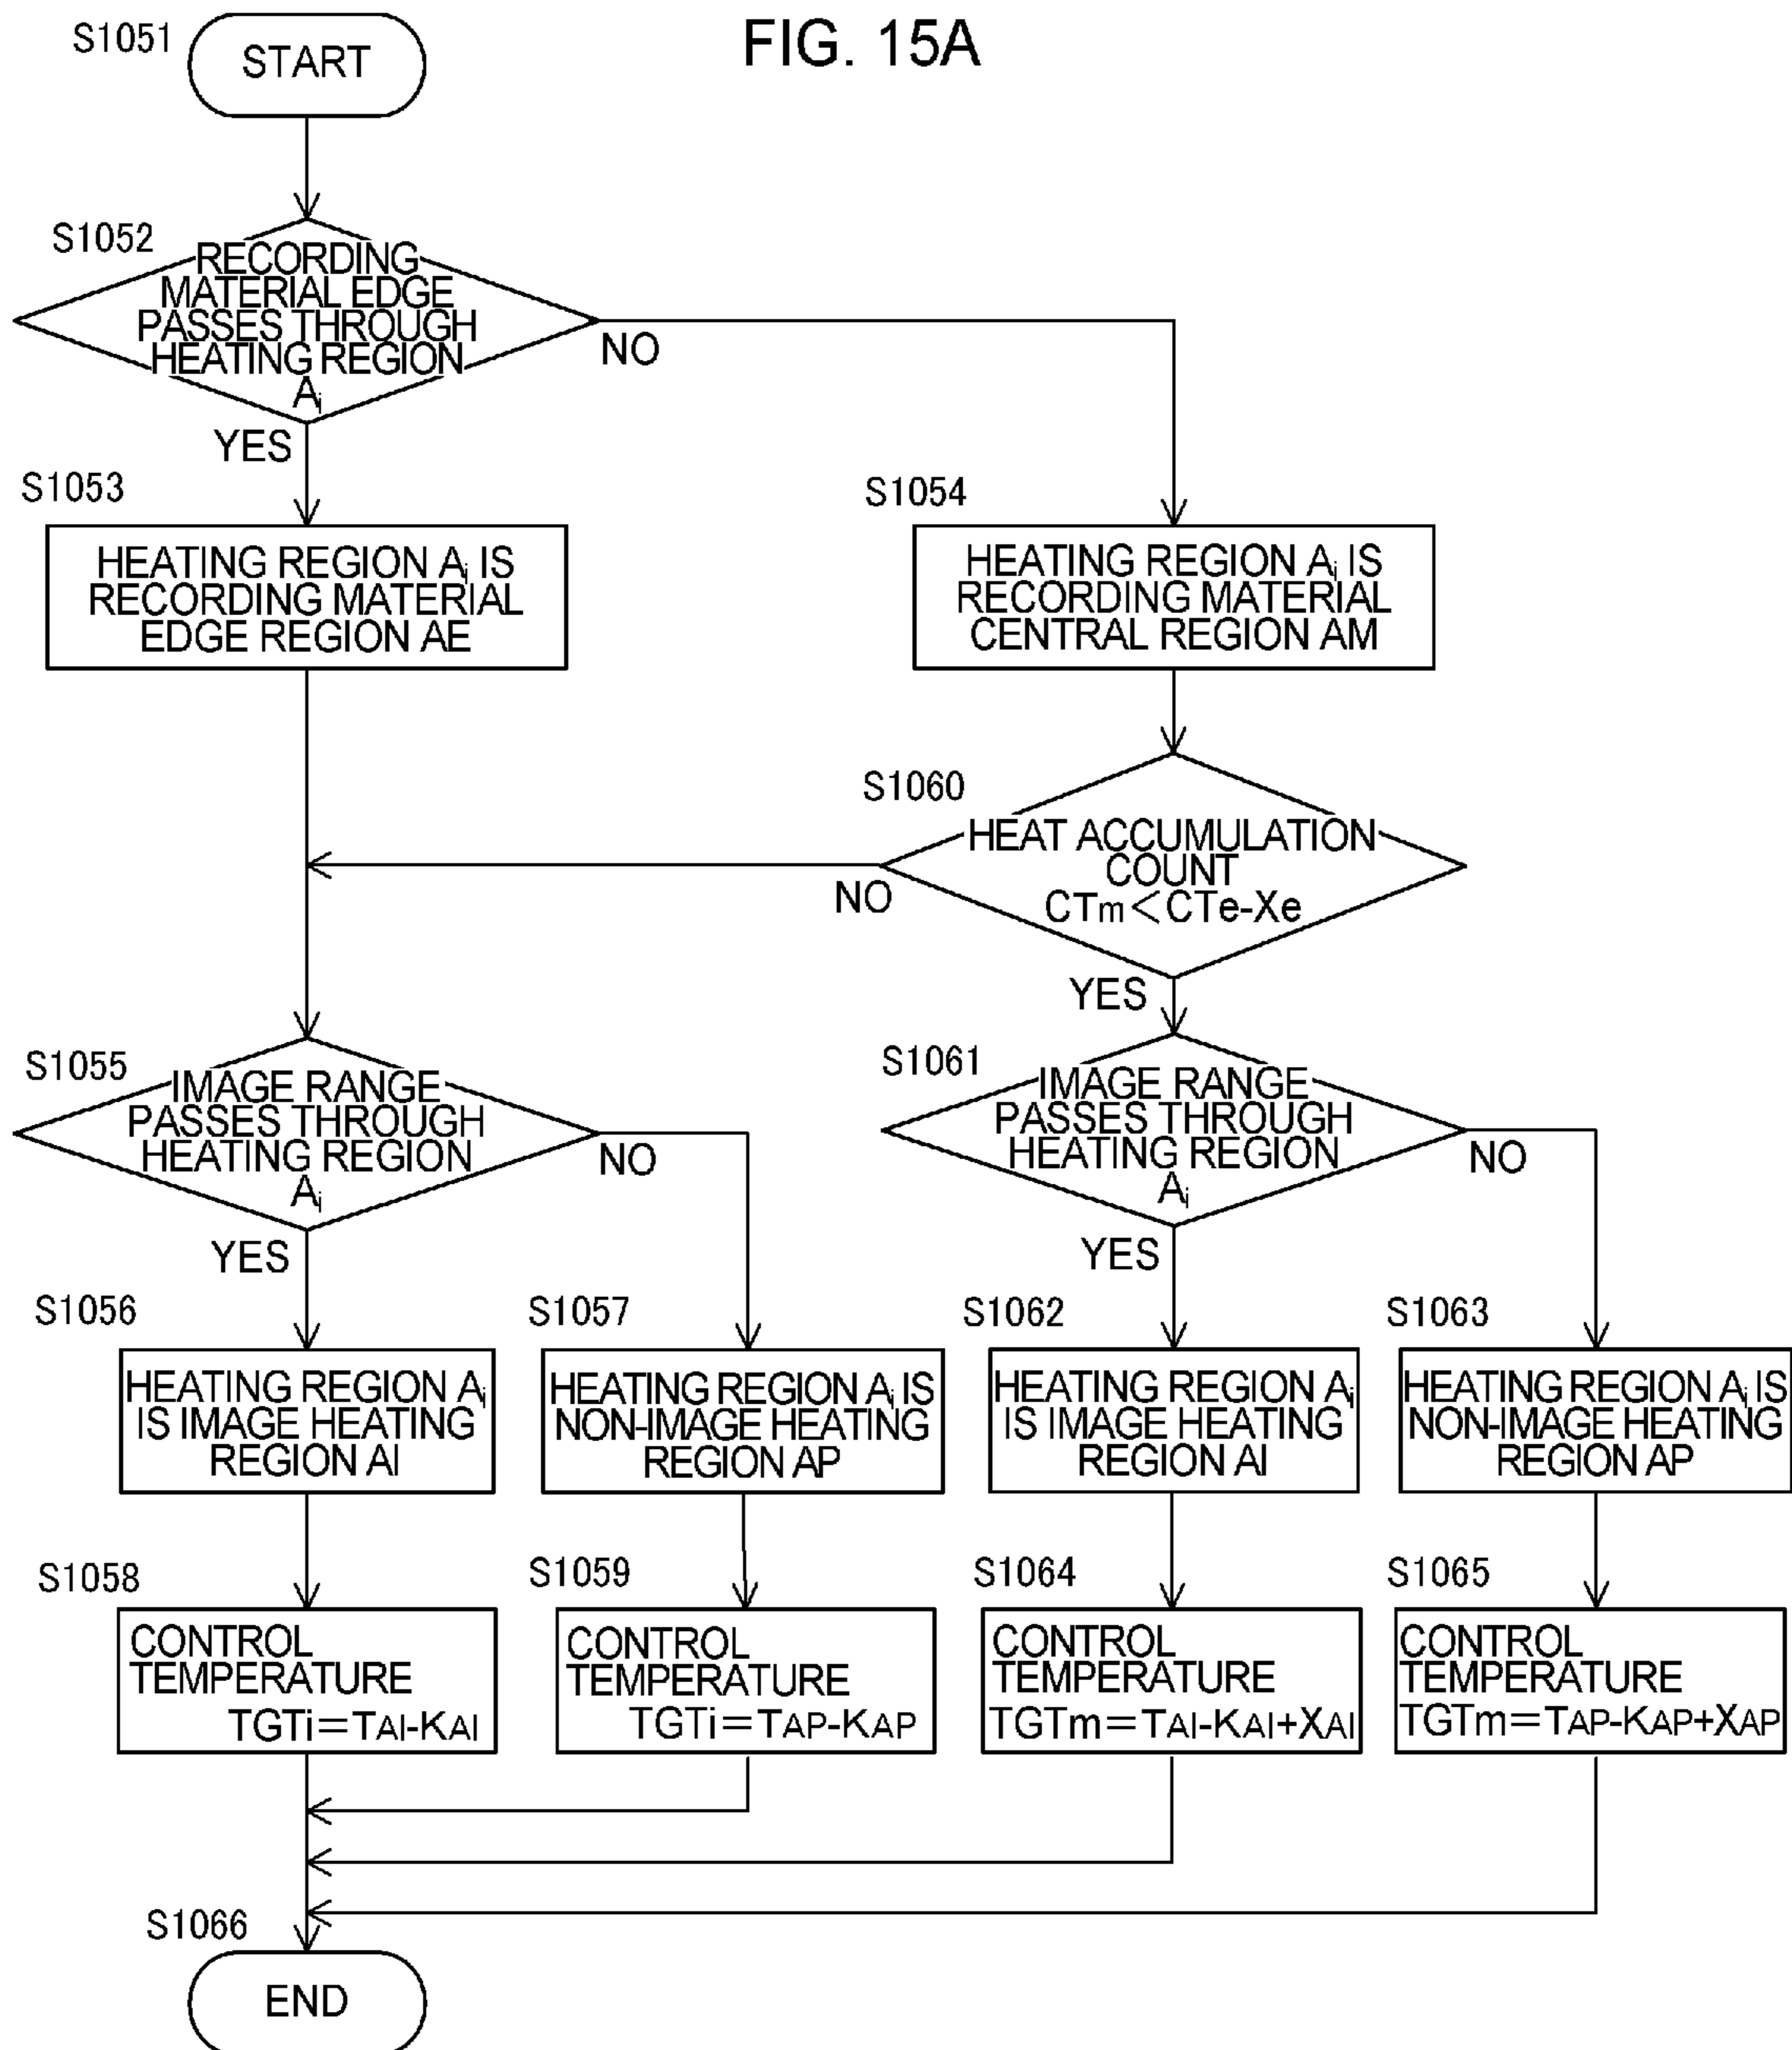 FIG. 15A
S1051
START
S1052
RECORDING
MATERIAL EDGE
PASSES THROUGH
HEATING REGION
Ai
NO
YES
S1053
HEATING REGION Ai IS
RECORDING MATERIAL
EDGE REGION AE
S1054
HEATING REGION Ai IS
RECORDING MATERIAL
CENTRAL REGION AM
S1060
HEAT ACCUMULATION
COUNT
CTm<CTe-Xe
NO
YES
S1055
IMAGE RANGE
PASSES THROUGH
HEATING REGION
Ai
NO
YES
S1061
IMAGE RANGE
PASSES THROUGH
HEATING REGION
Ai
NO
YES
S1056
HEATING REGION Ai
IS IMAGE HEATING
REGION AI
S1057
HEATING REGION Ai IS
NON-IMAGE HEATING
REGION AP
S1062
HEATING REGION Ai
IS IMAGE HEATING
REGION AI
S1063
HEATING REGION Ai IS
NON-IMAGE HEATING
REGION AP
S1058
CONTROL
TEMPERATURE
TGTi=TAI-KAI
S1059
CONTROL
TEMPERATURE
TGTi=TAP-KAP
S1064
CONTROL
TEMPERATURE
TGTm=TAI-KAI+XAI
S1065
CONTROL
TEMPERATURE
TGTm=TAP-KAP+XAP
S1066
END